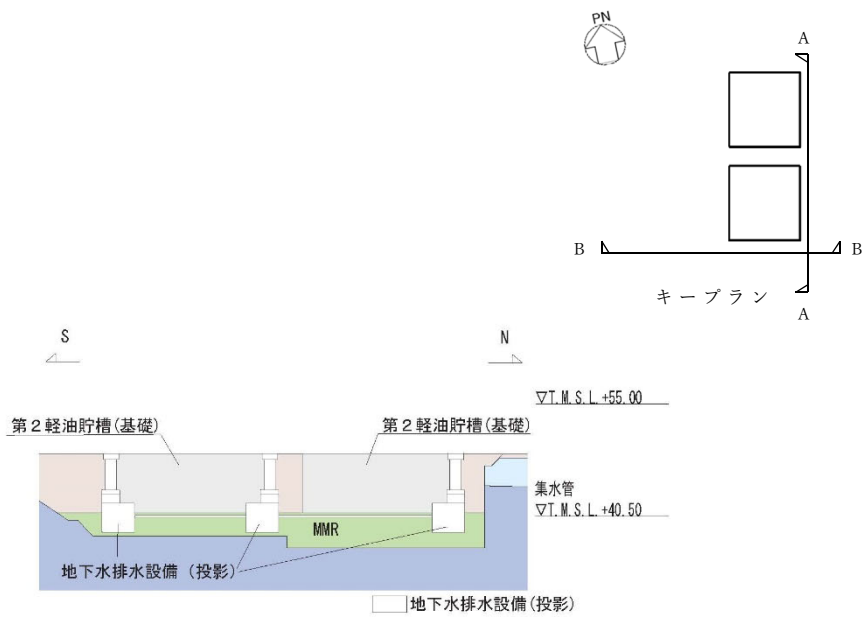 PN
A
B
B
キープラン
A
S
N
▽T.M.S.L.+55.00
第2軽油貯槽(基礎)
第2軽油貯槽(基礎)
集水管
▽T.M.S.L.+40.50
MMR
地下水排水設備(投影)
地下水排水設備(投影)